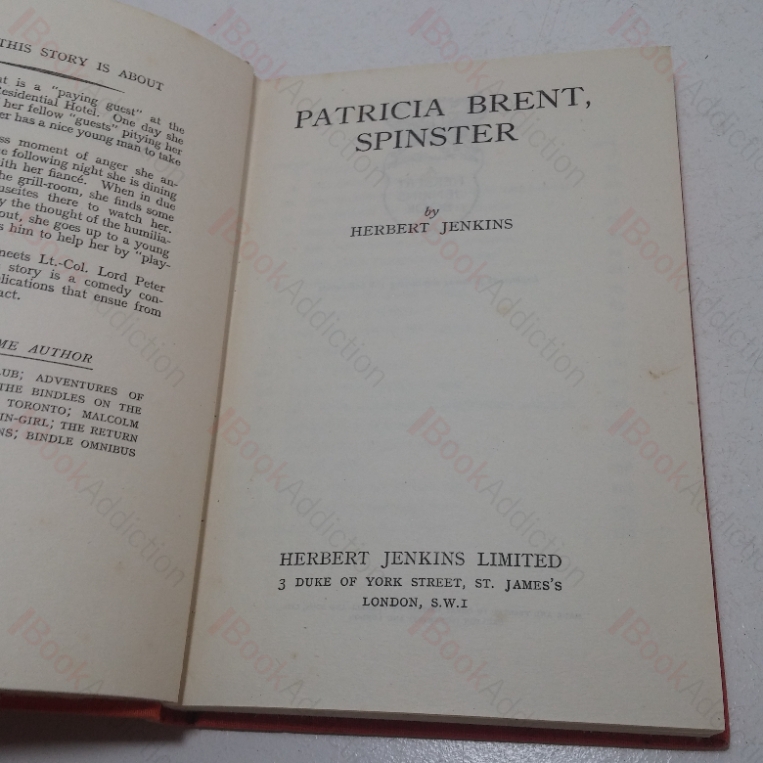 THIS STORY IS ABOUT
nt is a "paying guest" at the
Residential Hotel. One day she
her fellow "guests" pitying her
er has a nice young man to take
ss moment of anger she an-
e following night she is dining
ith her fiancé. When in due
he grill-room, she finds some
uscites there to watch her.
y the thought of the humilia-
out, she goes up to a young
s him to help her by "play-
meets Lt.-Col. Lord Peter
story is a comedy con-
plications that ensue from
act.
ME AUTHOR
LUB; ADVENTURES OF
THE BINDLES ON THE
TORONTO; MALCOLM
IN-GIRL; THE RETURN
NS; BINDLE OMNIBUS
PATRICIA BRENT,
SPINSTER
by
HERBERT JENKINS
HERBERT JENKINS LIMITED
3 DUKE OF YORK STREET, ST. JAMES'S
LONDON, S.W.1
BookAddiction